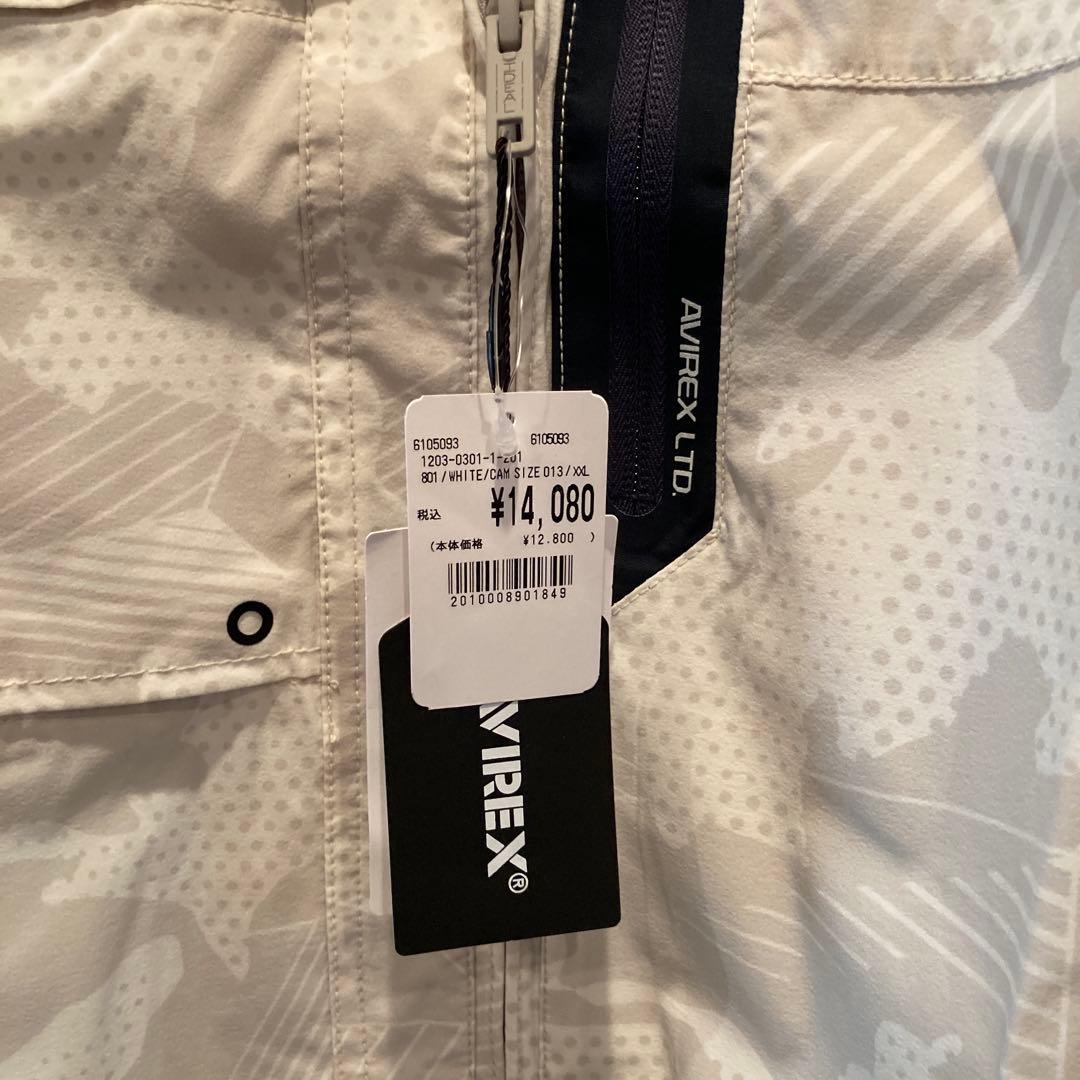 IDEAL
AVIREX LTD.
6105093 6105093
1203-0301-1-201
801/WHITE/CAM SIZE 013/XXL
税込 ¥14,080
(本体価格 ¥12.800 )
2010008901849
AVIREX®